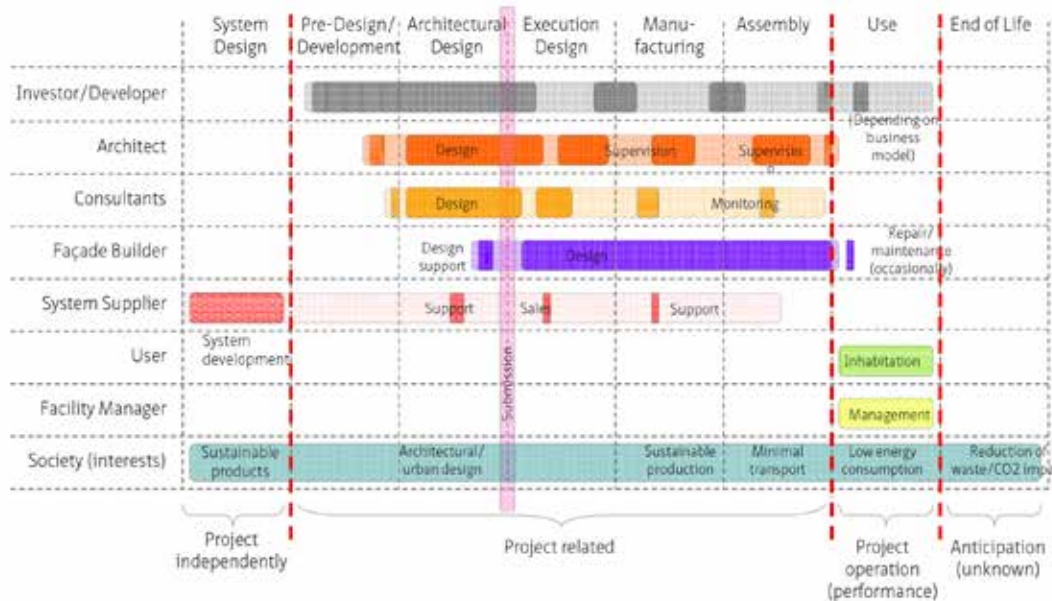 System Design
Pre-Design/ Development
Architectural Design
Execution Design
Manu- facturing
Assembly
Use
End of Life
Investor/Developer
(Depending on business model)
Architect
Design
Supervision
Supervisio n
Consultants
Design
Monitoring
Façade Builder
Design support
Design
Repair/ maintenance (occasionally)
System Supplier
Support
Sales
Support
System development
User
Inhabitation
Submission
Facility Manager
Management
Society (interests)
Sustainable products
Architectural/ urban design
Sustainable production
Minimal transport
Low energy consumption
Reduction of waste/CO2 impa
Project independently
Project related
Project operation (performance)
Anticipation (unknown)